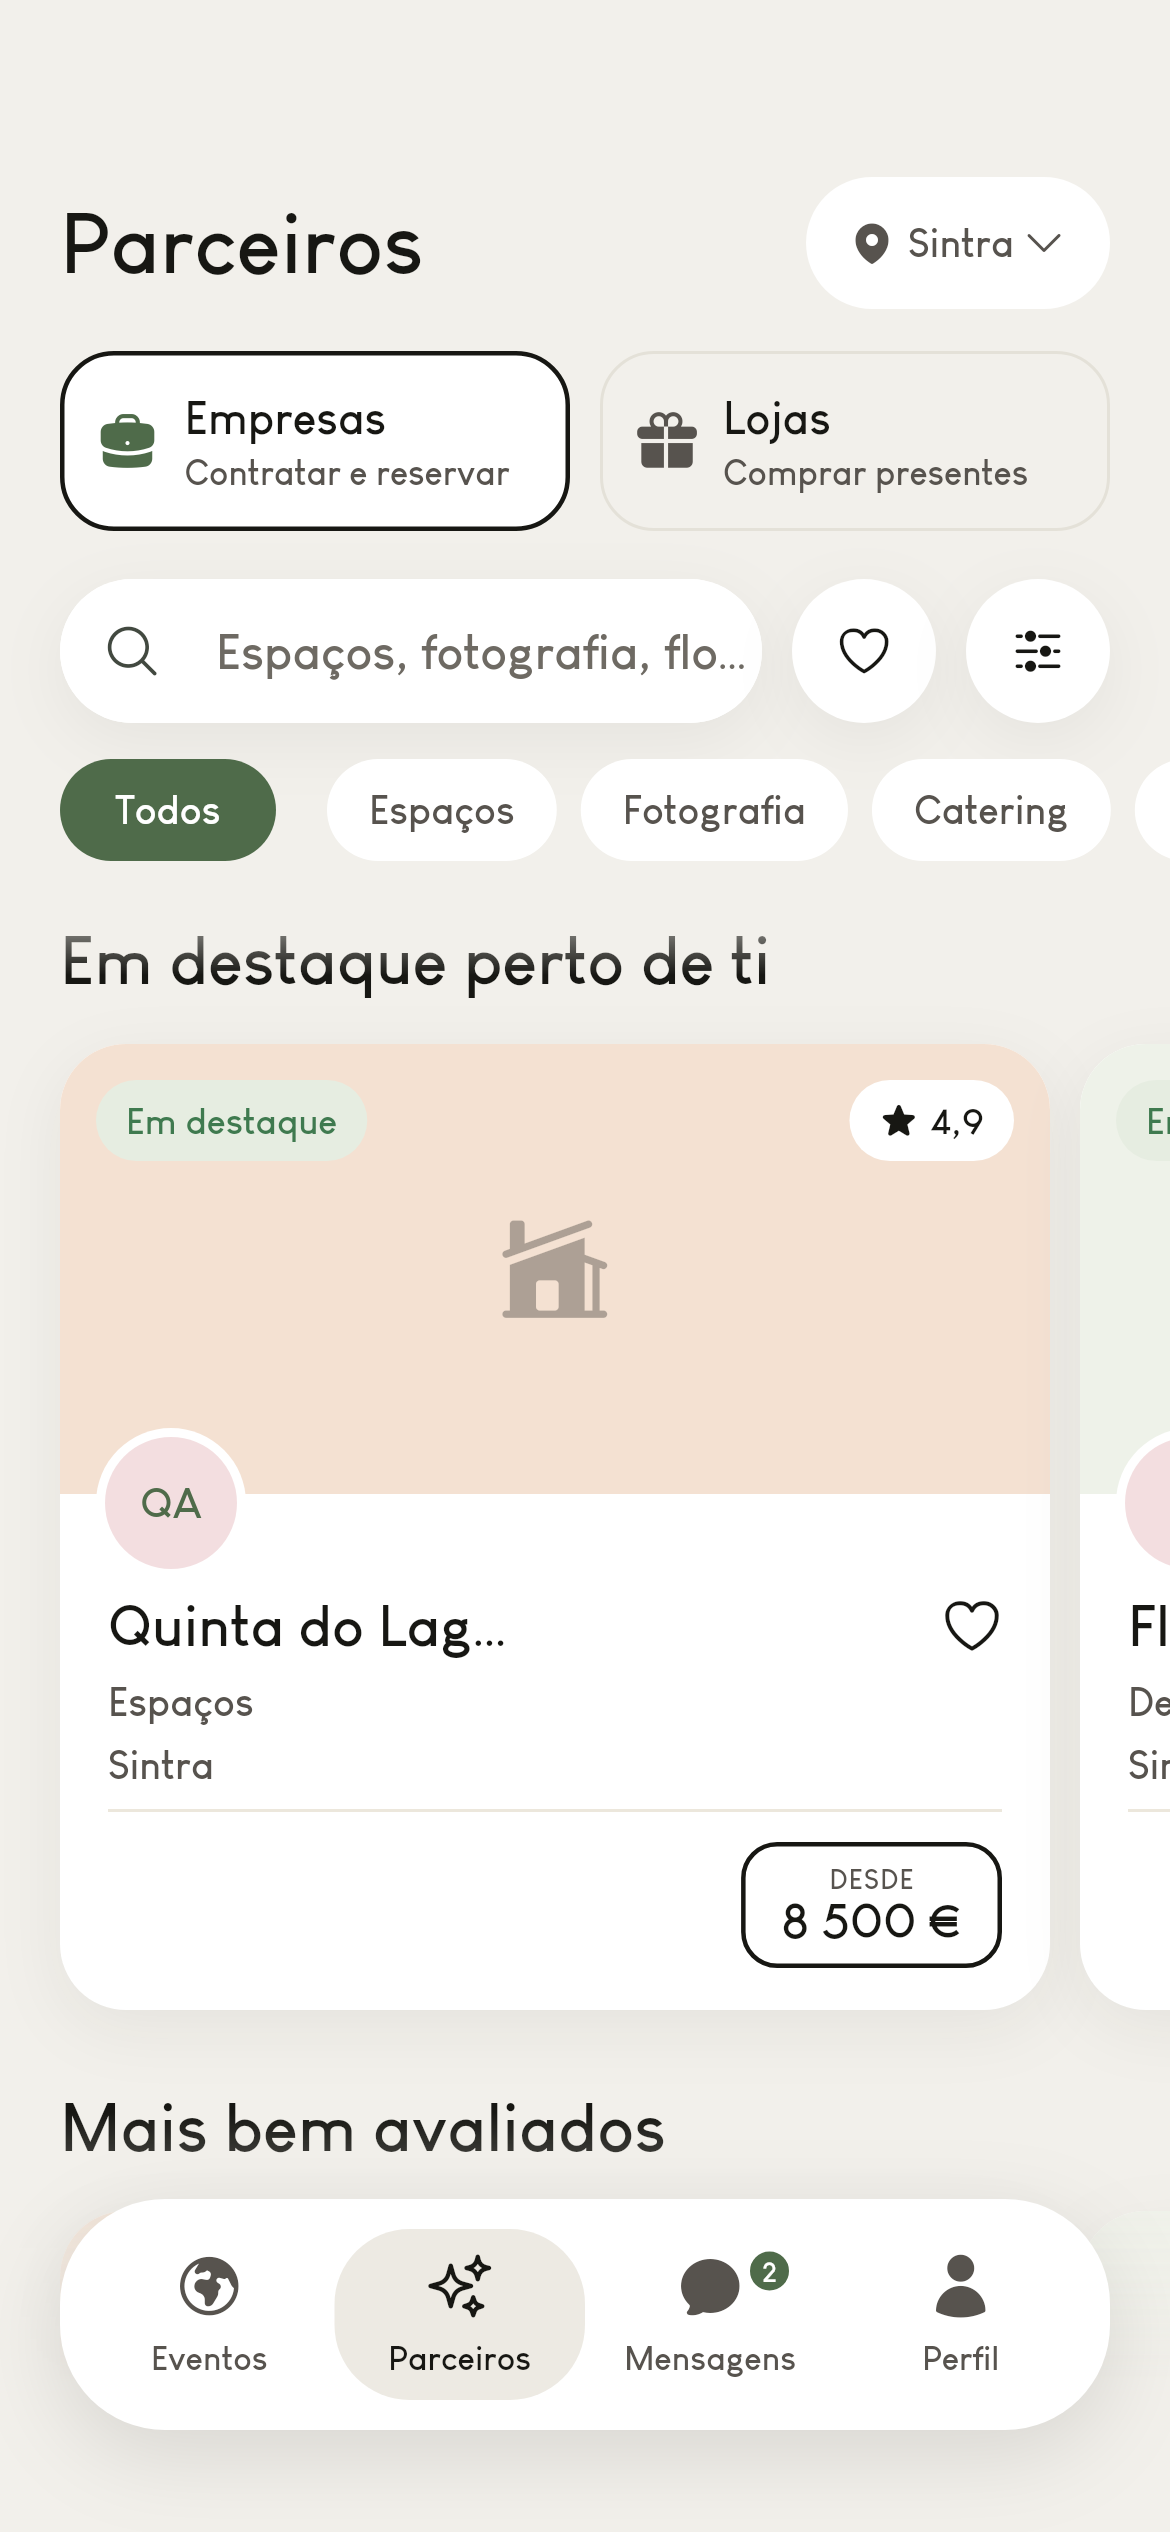 Parceiros
Sintra
Empresas
Contratar e reservar
Lojas
Comprar presentes
Espaços, fotografia, flo...
Todos
Espaços
Fotografia
Catering
Em destaque perto de ti
Em destaque
4,9
QA
Quinta do Lag...
Espaços
Sintra
DESDE
8 500 €
Fl
De
Mais bem avaliados
Eventos
Parceiros
Mensagens
2
Perfil